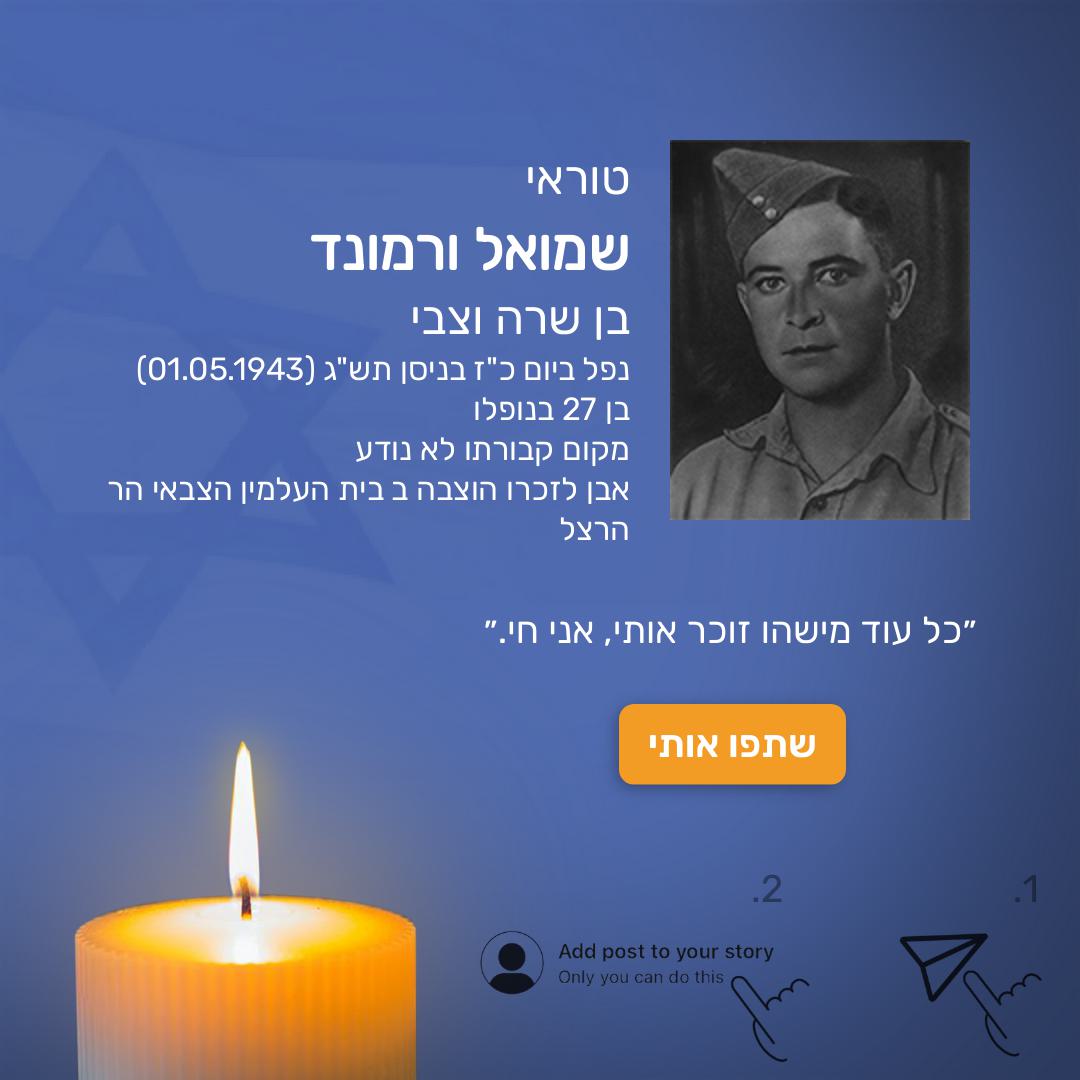 טוראי
שמואל ורמונד
בן שרה וצבי
נפל ביום כ"ז בניסן תש"ג (01.05.1943)
בן 27 בנופלו
מקום קבורתו לא נודע
אבן לזכרו הוצבה ב בית העלמין הצבאי הר
הרצל
״כל עוד מישהו זוכר אותי, אני חי.״
שתפו אותי
1.
2.
Add post to your story
Only you can do this